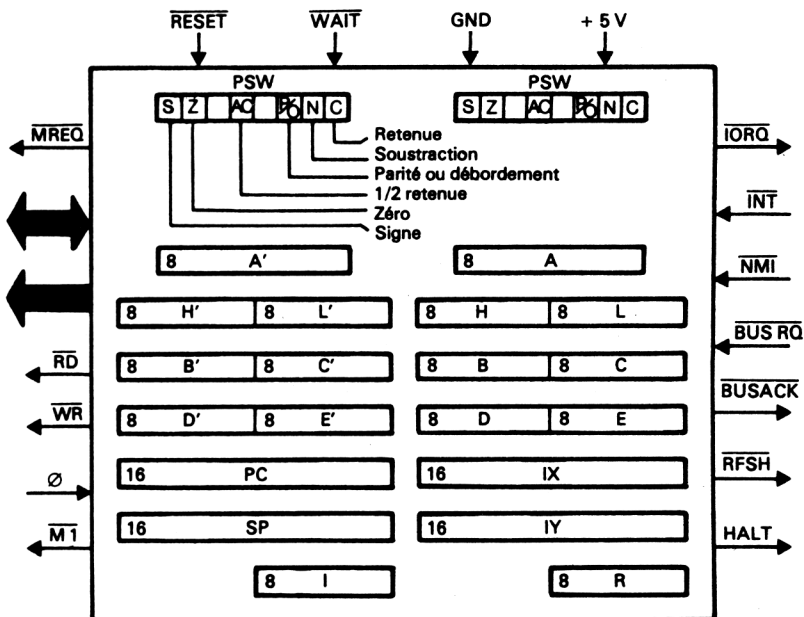 RESET WAIT GND + 5 V
PSW PSW
S Z AC P/O N C S Z AC P/O N C
MREQ IORQ
Retenue
Soustraction
Parité ou débordement
1/2 retenue
Zéro
Signe
INT
8 A' 8 A
NMI
8 H' 8 L' 8 H 8 L
BUS RQ
RD
8 B' 8 C' 8 B 8 C
BUSACK
WR
8 D' 8 E' 8 D 8 E
RFSH
16 PC 16 IX
Ø
16 SP 16 IY
M 1 HALT
8 I 8 R